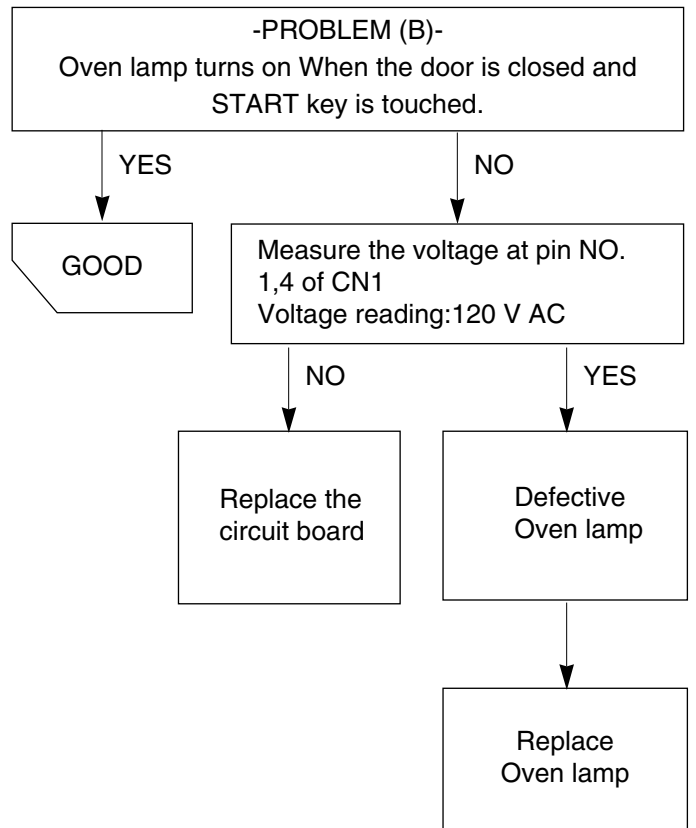 -PROBLEM (B)-
Oven lamp turns on When the door is closed and
START key is touched.
YES
NO
GOOD
Measure the voltage at pin NO.
1,4 of CN1
Voltage reading:120 V AC
NO
YES
Replace the
circuit board
Defective
Oven lamp
Replace
Oven lamp